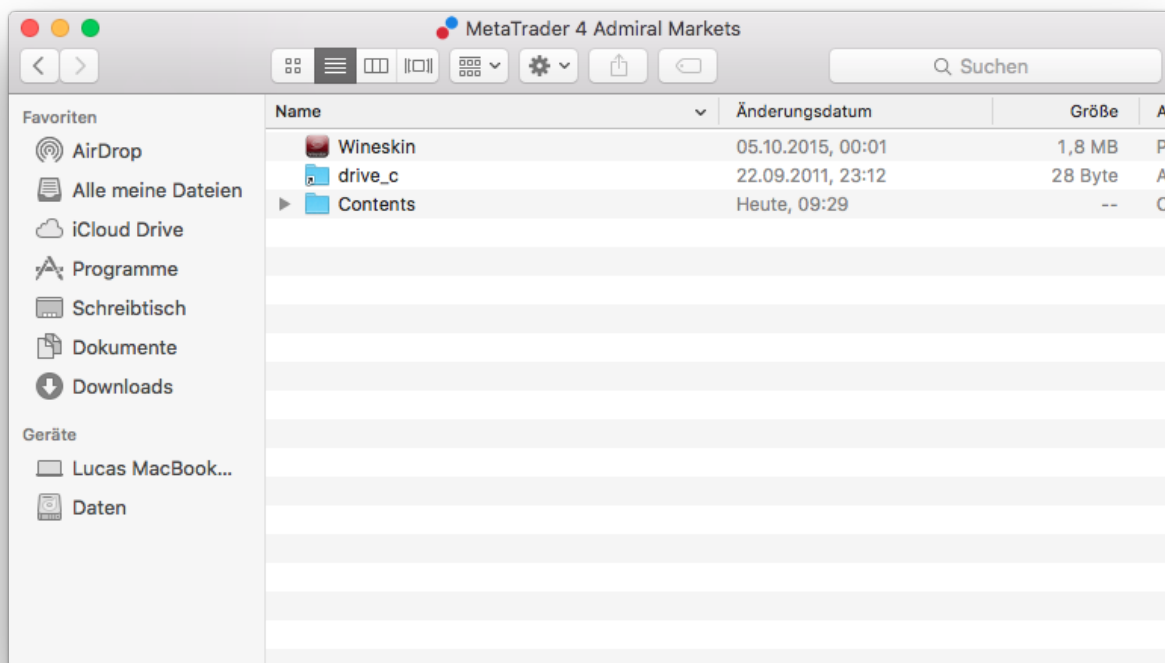 MetaTrader 4 Admiral Markets
Suchen
Favoriten
AirDrop
Alle meine Dateien
iCloud Drive
Programme
Schreibtisch
Dokumente
Downloads
Geräte
Lucas MacBook...
Daten
Name Änderungsdatum Größe A
Wineskin 05.10.2015, 00:01 1,8 MB P
drive_c 22.09.2011, 23:12 28 Byte A
Contents Heute, 09:29 --